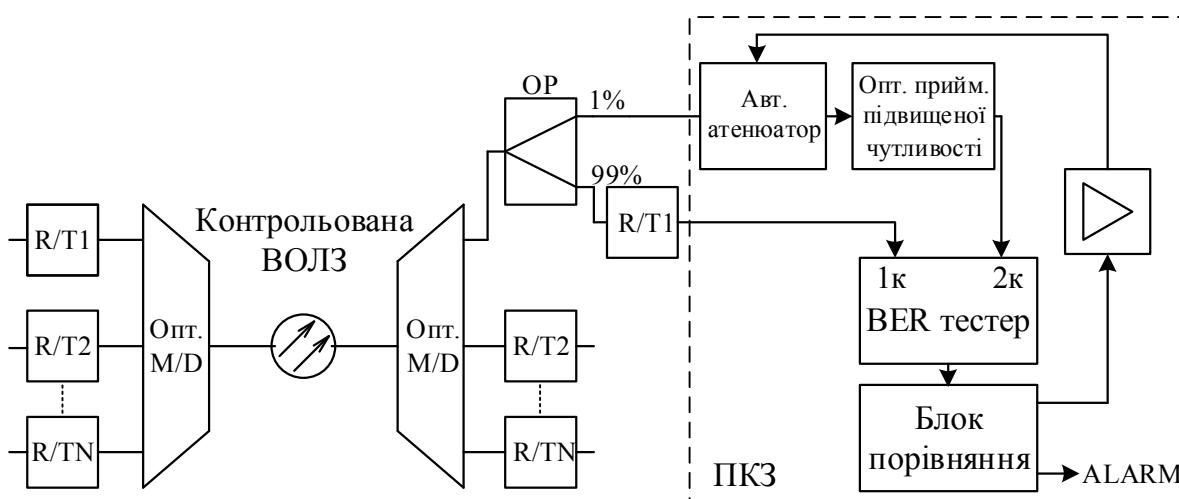 ОР
1%
99%
Авт.
атенюатор
Опт. прийм.
підвищеної
чутливості
R/T1
R/T1
Контрольована
ВОЛЗ
1к
2к
BER тестер
R/T2
Опт.
M/D
Опт.
M/D
R/T2
R/TN
R/TN
Блок
порівняння
ПКЗ
ALARM